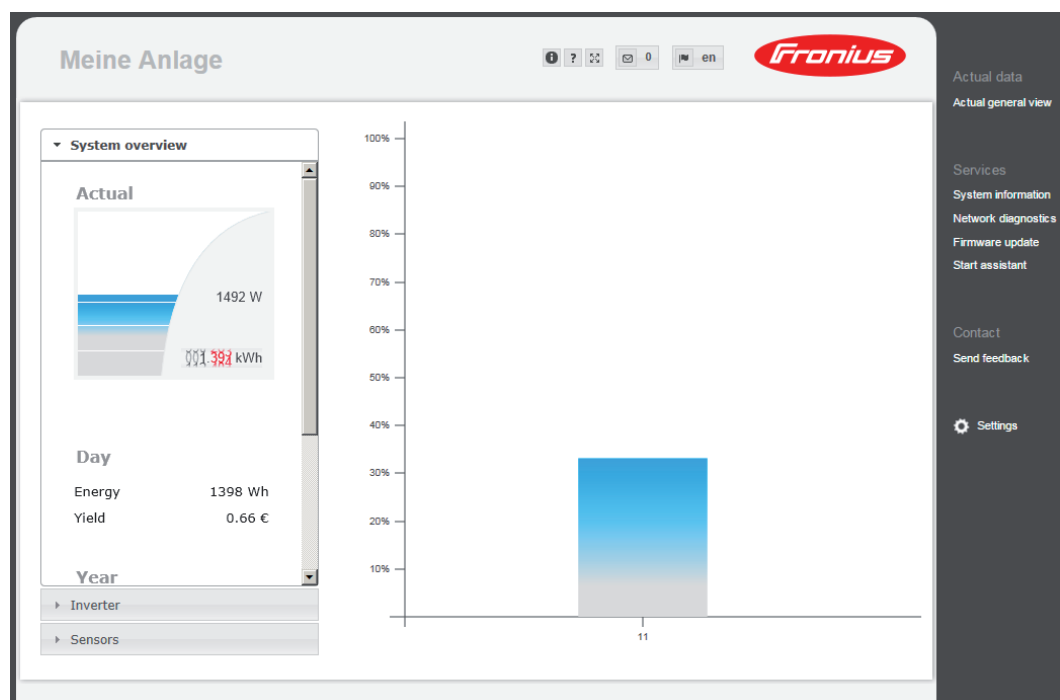 Meine Anlage
0
en
Fronius
System overview
Actual
1492 W
kWh
Day
Energy 1398 Wh
Yield 0.66 €
Year
Inverter
Sensors
100%
90%
80%
70%
60%
50%
40%
30%
20%
10%
11
Actual data
Actual general view
Services
System information
Network diagnostics
Firmware update
Start assistant
Contact
Send feedback
Settings